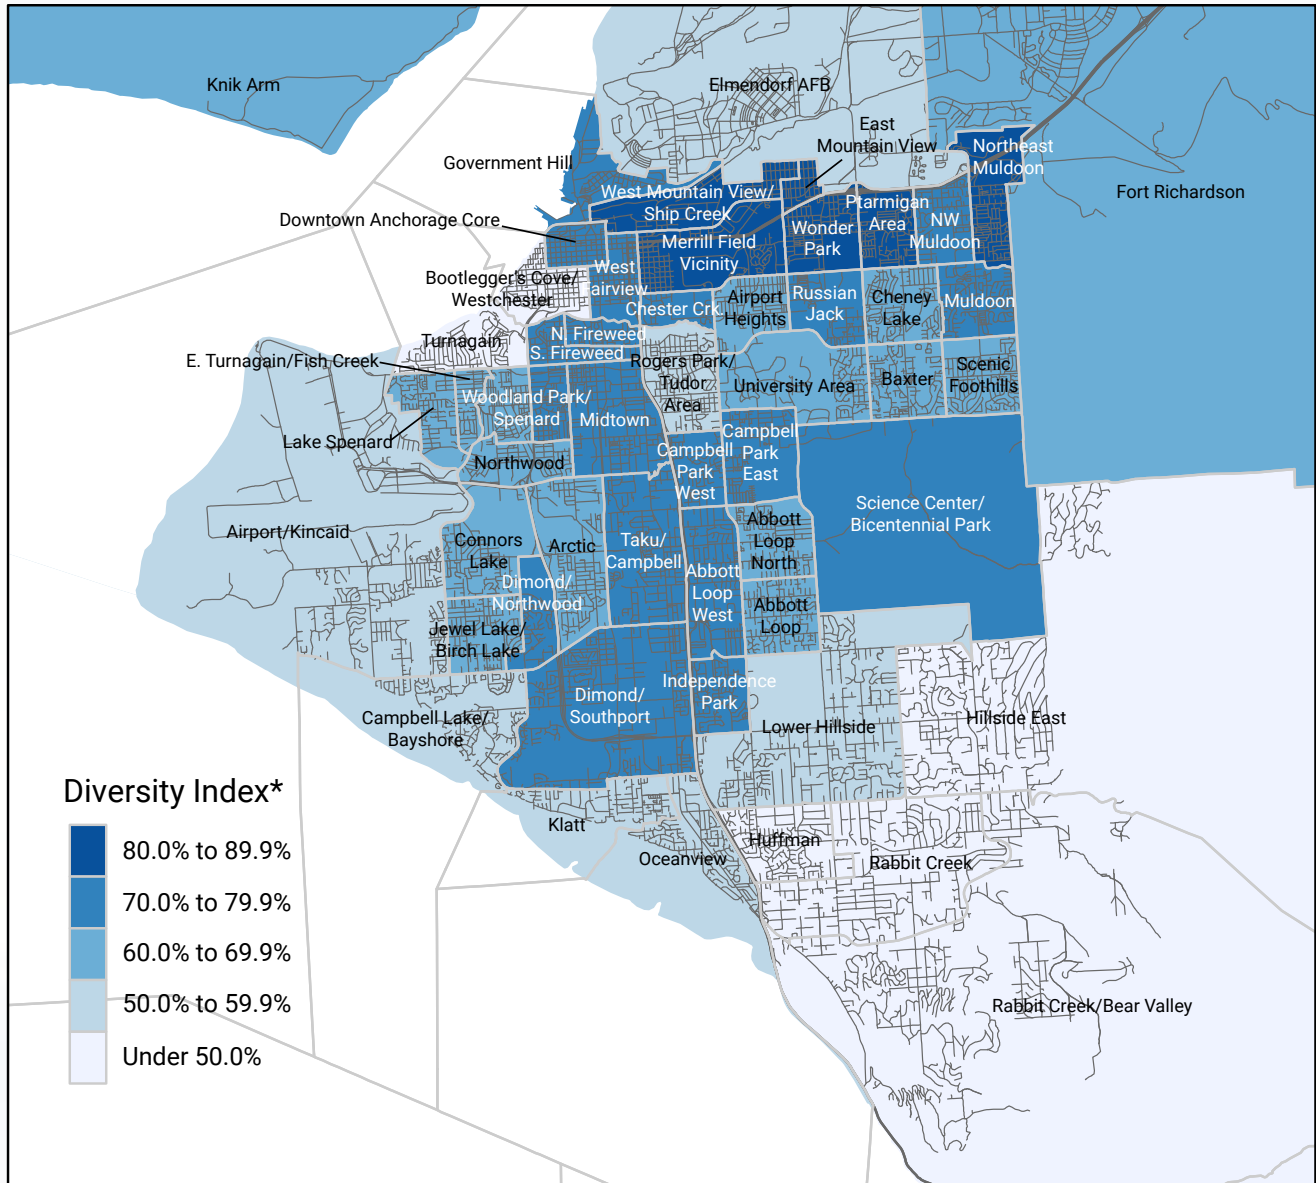 Knik Arm
Elmendorf AFB
East
Mountain View
Northeast
Muldoon
Government Hill
Fort Richardson
West Mountain View/
Ship Creek
Ptarmigan
Area
NW
Muldoon
Downtown Anchorage Core
Wonder
Park
Merrill Field
Vicinity
West
Fairview
Bootlegger's Cove/
Westchester
Airport
Heights
Russian
Jack
Cheney
Lake
Muldoon
Chester Crk.
Turnagain
N. Fireweed
S. Fireweed
E. Turnagain/Fish Creek
Rogers Park/
Tudor
Area
University Area
Baxter
Scenic
Foothills
Woodland Park/
Spenard
Midtown
Lake Spenard
Northwood
Campbell
Park
West
Campbell
Park
East
Science Center/
Bicentennial Park
Airport/Kincaid
Connors
Lake
Arctic
Taku/
Campbell
Abbott
Loop
North
Dimond/
Northwood
Abbott
Loop
West
Abbott
Loop
Jewel Lake/
Birch Lake
Independence
Park
Dimond/
Southport
Campbell Lake/
Bayshore
Lower Hillside
Hillside East
Klatt
Oceanview
Huffman
Rabbit Creek
Rabbit Creek/Bear Valley
Diversity Index*
80.0% to 89.9%
70.0% to 79.9%
60.0% to 69.9%
50.0% to 59.9%
Under 50.0%